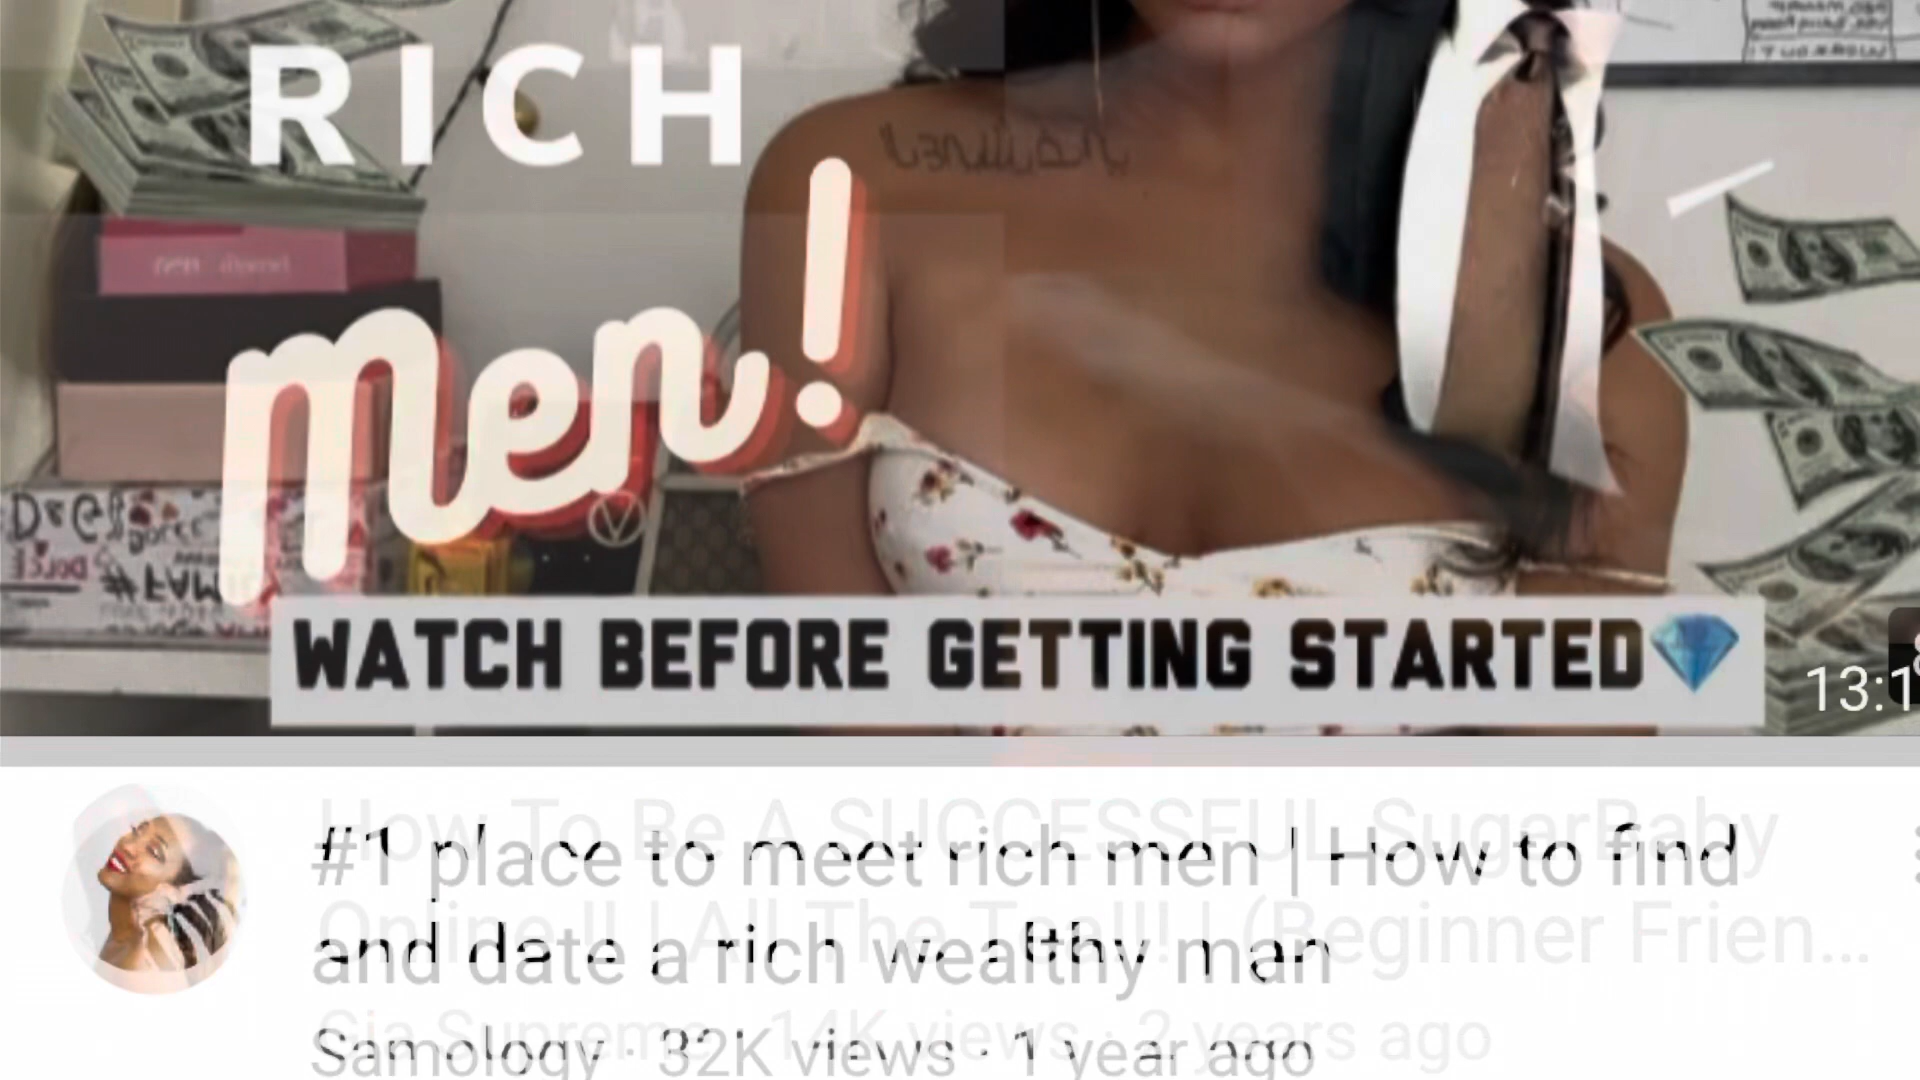 RICH
Men!
WATCH BEFORE GETTING STARTED
13:1
How To Be A SUCCESSFUL SugarBaby
Online!! | All The Tea!!! | (Beginner Frien...
Gia Supreme · 14K views · 2 years ago
#1 place to meet rich men | How to find
and date a rich wealthy man
Samology · 32K views · 1 year ago